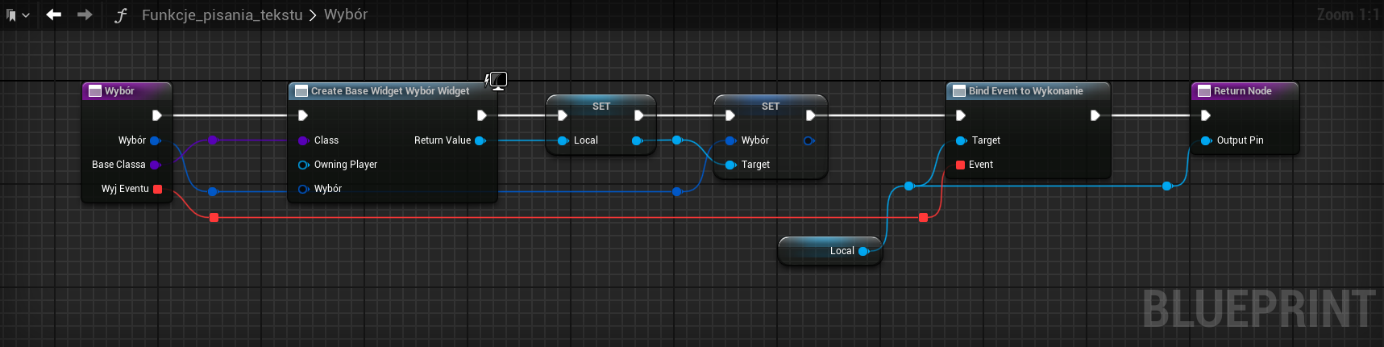 Funkcje_pisania_tekstu > Wybór
Zoom 1:1
Wybór
Wybór
Base Classa
Wyj Eventu
Create Base Widget Wybór Widget
Class
Return Value
Owning Player
Wybór
SET
Local
SET
Wybór
Target
Bind Event to Wykonanie
Target
Event
Return Node
Output Pin
Local
BLUEPRINT